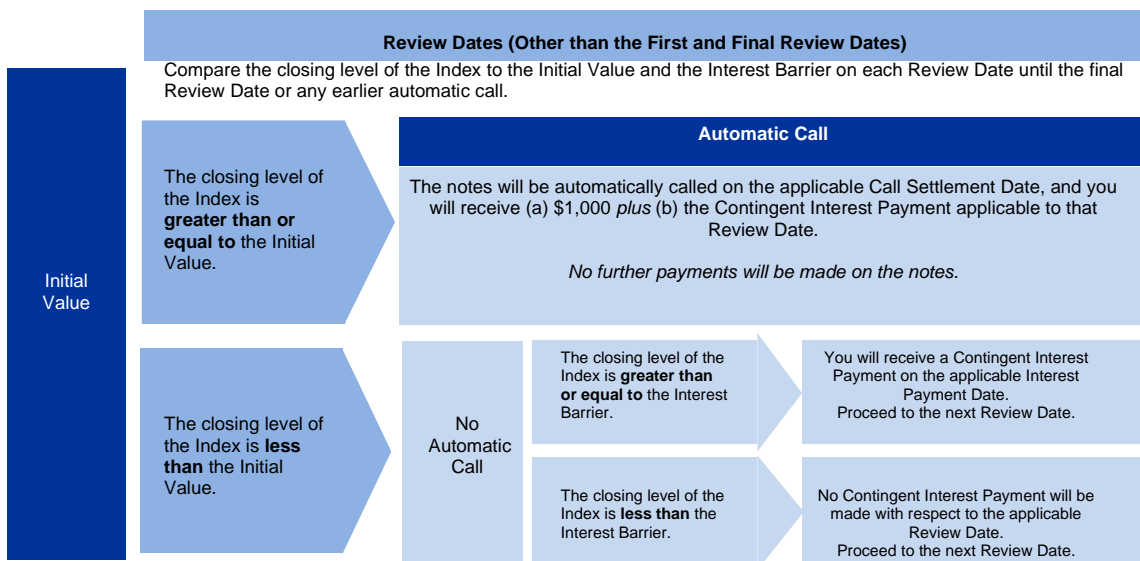 Review Dates (Other than the First and Final Review Dates)
Compare the closing level of the Index to the Initial Value and the Interest Barrier on each Review Date until the final
Review Date or any earlier automatic call.
Initial
Value
The closing level of
the Index is
greater than or
equal to the Initial
Value.
Automatic Call
The notes will be automatically called on the applicable Call Settlement Date, and you
will receive (a) $1,000 plus (b) the Contingent Interest Payment applicable to that
Review Date.
No further payments will be made on the notes.
The closing level of
the Index is less
than the Initial
Value.
No
Automatic
Call
The closing level of the
Index is greater than
or equal to the Interest
Barrier.
You will receive a Contingent Interest
Payment on the applicable Interest
Payment Date.
Proceed to the next Review Date.
The closing level of the
Index is less than the
Interest Barrier.
No Contingent Interest Payment will be
made with respect to the applicable
Review Date.
Proceed to the next Review Date.